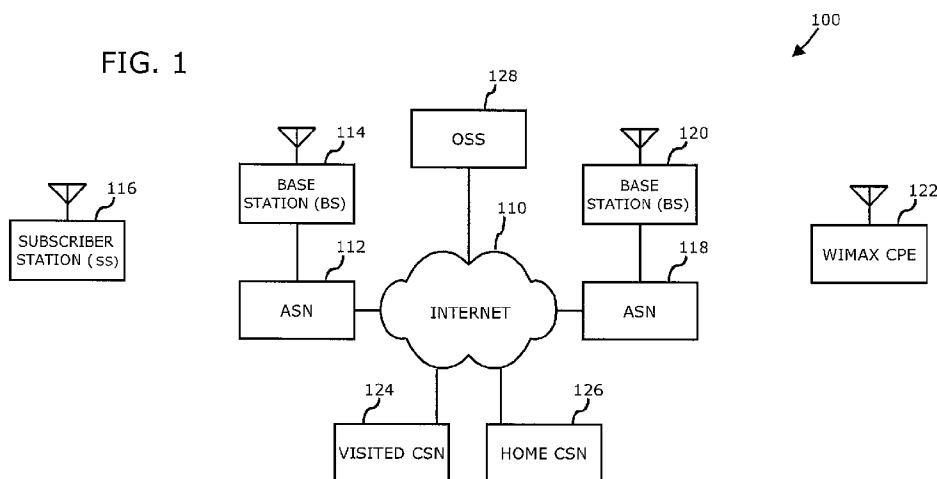 100
FIG. 1
128
OSS
114
BASE
STATION (BS)
120
BASE
STATION (BS)
116
SUBSCRIBER
STATION (SS)
122
WIMAX CPE
110
INTERNET
112
ASN
118
ASN
124
VISITED CSN
126
HOME CSN